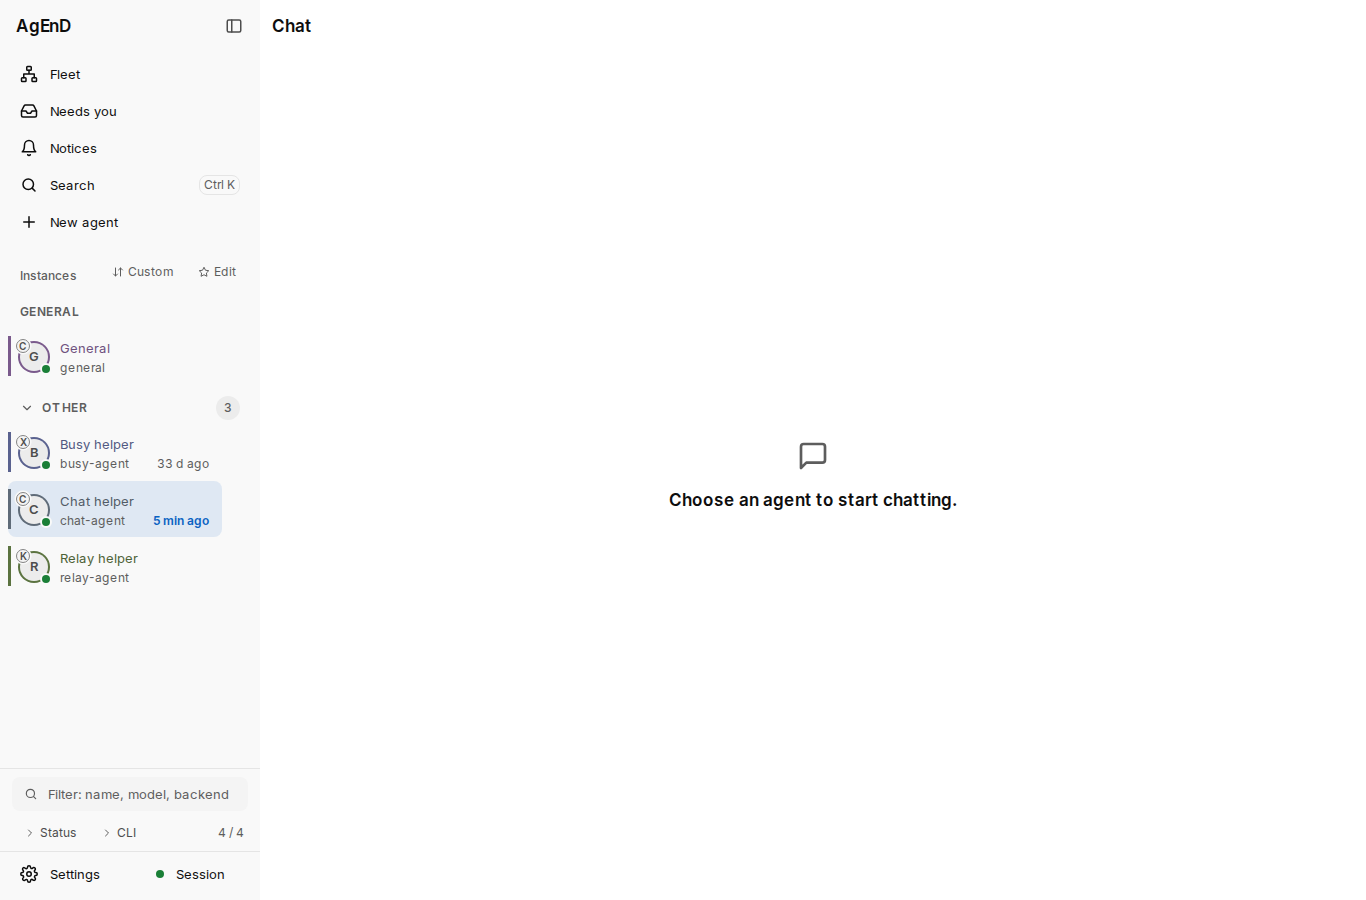 AgEnD
Chat
Fleet
Needs you
Notices
Search Ctrl K
New agent
Instances Custom Edit
GENERAL
C G General
general
OTHER 3
X B Busy helper
busy-agent 33 d ago
C C Chat helper
chat-agent 5 min ago
K R Relay helper
relay-agent
Choose an agent to start chatting.
Filter: name, model, backend
Status CLI 4 / 4
Settings Session